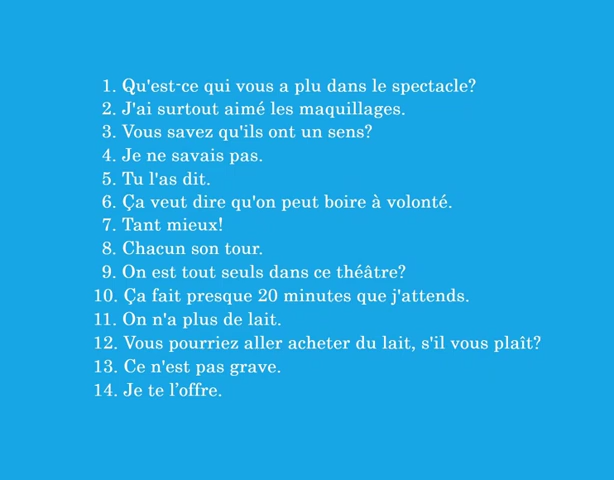 1. Qu'est-ce qui vous a plu dans le spectacle?
2. J'ai surtout aimé les maquillages.
3. Vous savez qu'ils ont un sens?
4. Je ne savais pas.
5. Tu l'as dit.
6. Ça veut dire qu'on peut boire à volonté.
7. Tant mieux!
8. Chacun son tour.
9. On est tout seuls dans ce théâtre?
10. Ça fait presque 20 minutes que j'attends.
11. On n'a plus de lait.
12. Vous pourriez aller acheter du lait, s'il vous plaît?
13. Ce n'est pas grave.
14. Je te l’offre.